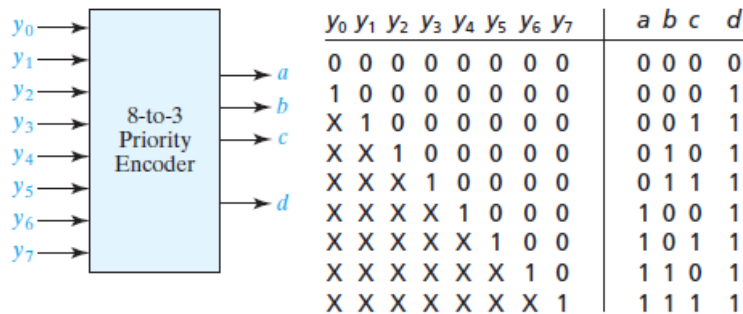 y0
y1
y2
y3
y4
y5
y6
y7
8-to-3
Priority
Encoder
a
b
c
d
y0 y1 y2 y3 y4 y5 y6 y7 a b c d
0 0 0 0 0 0 0 0 0 0 0 0
1 0 0 0 0 0 0 0 0 0 0 1
X 1 0 0 0 0 0 0 0 0 1 1
X X 1 0 0 0 0 0 0 1 0 1
X X X 1 0 0 0 0 0 1 1 1
X X X X 1 0 0 0 1 0 0 1
X X X X X 1 0 0 1 0 1 1
X X X X X X 1 0 1 1 0 1
X X X X X X X 1 1 1 1 1